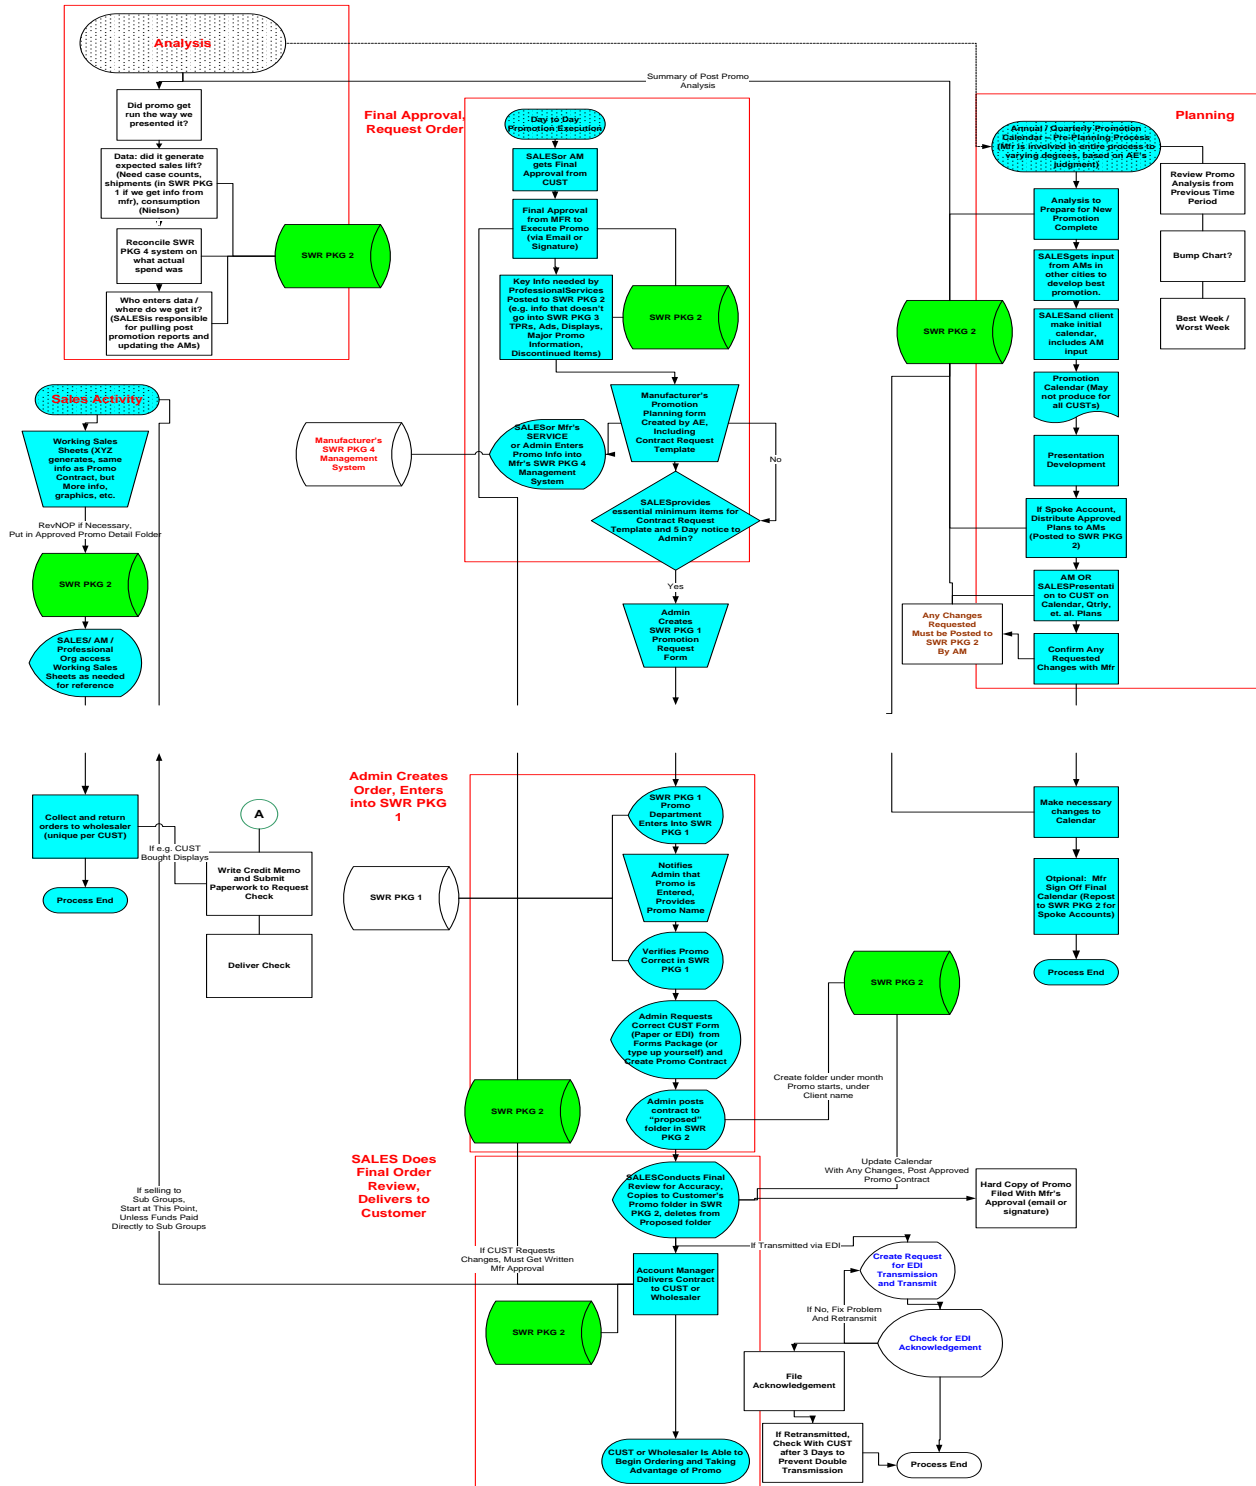 Analysis
Did promo get
run the way we
presented it?
Data: did it generate
expected sales lift?
(Need case counts,
shipments (in SWR PKG
1 if we get info from
mfr), consumption
(Nielson)
Reconcile SWR
PKG 4 system on
what actual
spend was
Who enters data /
where do we get it?
(SALESis responsible
for pulling post
promotion reports and
updating the AMs)
SWR PKG 2
Summary of Post Promo
Analysis
Final Approval,
Request Order
Day to Day
Promotion Execution
SALESor AM
gets Final
Approval from
CUST
Final Approval
from MFR to
Execute Promo
(via Email or
Signature)
Key Info needed by
ProfessionalServices
Posted to SWR PKG 2
(e.g. info that doesn't
go into SWR PKG 3
TPRs, Ads, Displays,
Major Promo
Information,
Discontinued Items)
SWR PKG 2
Manufacturer's
Promotion
Planning form
Created by AE,
Including
Contract Request
Template
SALESor Mfr's
SERVICE
or Admin Enters
Promo Info into
Mfr's SWR PKG 4
Management
System
Manufacturer's
SWR PKG 4
Management
System
No
SALESprovides
essential minimum items for
Contract Request
Template and 5 Day notice to
Admin?
Yes
Admin
Creates
SWR PKG 1
Promotion
Request
Form
Planning
Annual / Quarterly Promotion
Calendar – Pre-Planning Process
(Mfr is involved in entire process to
varying degrees, based on AE's
judgment)
Review Promo
Analysis from
Previous Time
Period
Bump Chart?
Best Week /
Worst Week
Analysis to
Prepare for New
Promotion
Complete
SALESgets input
from AMs in
other cities to
develop best
promotion.
SALESand client
make initial
calendar,
includes AM
input
Promotion
Calendar (May
not produce for
all CUSTs)
Presentation
Development
If Spoke Account,
Distribute Approved
Plans to AMs
(Posted to SWR PKG
2)
AM OR
SALESPresentati
on to CUST on
Calendar, Qtrly,
et. al. Plans
Confirm Any
Requested
Changes with Mfr
SWR PKG 2
Any Changes
Requested
Must be Posted to
SWR PKG 2
By AM
Sales Activity
Working Sales
Sheets (XYZ
generates, same
info as Promo
Contract, but
More info,
graphics, etc.
RevNOP if Necessary,
Put in Approved Promo Detail Folder
SWR PKG 2
SALES/ AM /
Professional
Org access
Working Sales
Sheets as needed
for reference
Collect and return
orders to wholesaler
(unique per CUST)
If e.g. CUST
Bought Displays
Process End
A
Write Credit Memo
and Submit
Paperwork to Request
Check
Deliver Check
If selling to
Sub Groups,
Start at This Point,
Unless Funds Paid
Directly to Sub Groups
Admin Creates
Order, Enters
into SWR PKG
1
SWR PKG 1
Promo
Department
Enters Into SWR
PKG 1
Notifies
Admin that
Promo is
Entered,
Provides
Promo Name
SWR PKG 1
Verifies Promo
Correct in SWR
PKG 1
Admin Requests
Correct CUST Form
(Paper or EDI) from
Forms Package (or
type up yourself) and
Create Promo Contract
Admin posts
contract to
“proposed”
folder in SWR
PKG 2
SWR PKG 2
Create folder under month
Promo starts, under
Client name
SWR PKG 2
Make necessary
changes to
Calendar
Otpional: Mfr
Sign Off Final
Calendar (Repost
to SWR PKG 2 for
Spoke Accounts)
Process End
SALES Does
Final Order
Review,
Delivers to
Customer
SALESConducts Final
Review for Accuracy,
Copies to Customer's
Promo folder in SWR
PKG 2, deletes from
Proposed folder
Update Calendar
With Any Changes, Post Approved
Promo Contract
Hard Copy of Promo
Filed With Mfr's
Approval (email or
signature)
If CUST Requests
Changes, Must Get Written
Mfr Approval
Account Manager
Delivers Contract
to CUST or
Wholesaler
SWR PKG 2
If Transmitted via EDI
Create Request
for EDI
Transmission
and Transmit
If No, Fix Problem
And Retransmit
Check for EDI
Acknowledgement
File
Acknowledgement
If Retransmitted,
Check With CUST
after 3 Days to
Prevent Double
Transmission
Process End
CUST or Wholesaler Is Able to
Begin Ordering and Taking
Advantage of Promo